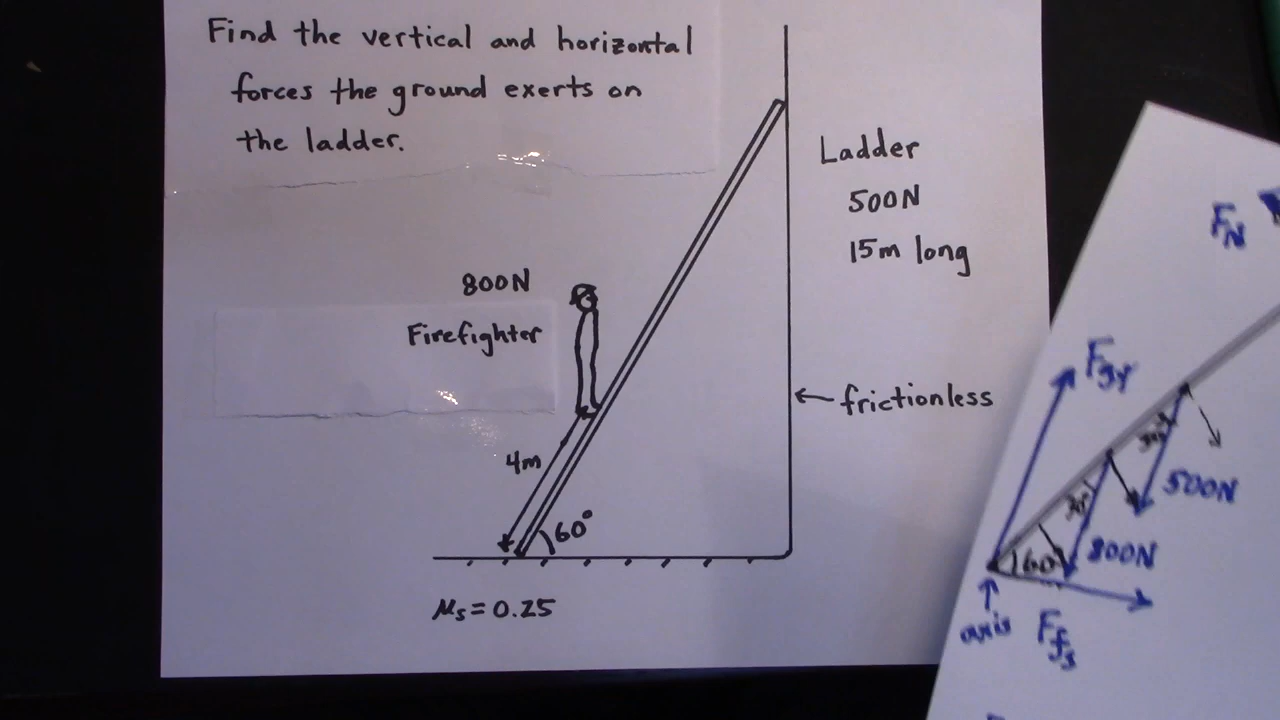 Find the vertical and horizontal
forces the ground exerts on
the ladder.
Ladder
500N
15m long
800N
Firefighter
← frictionless
4m
60°
μs = 0.25
FN
Fgy
500N
30°
800N
60
axis
Ffs